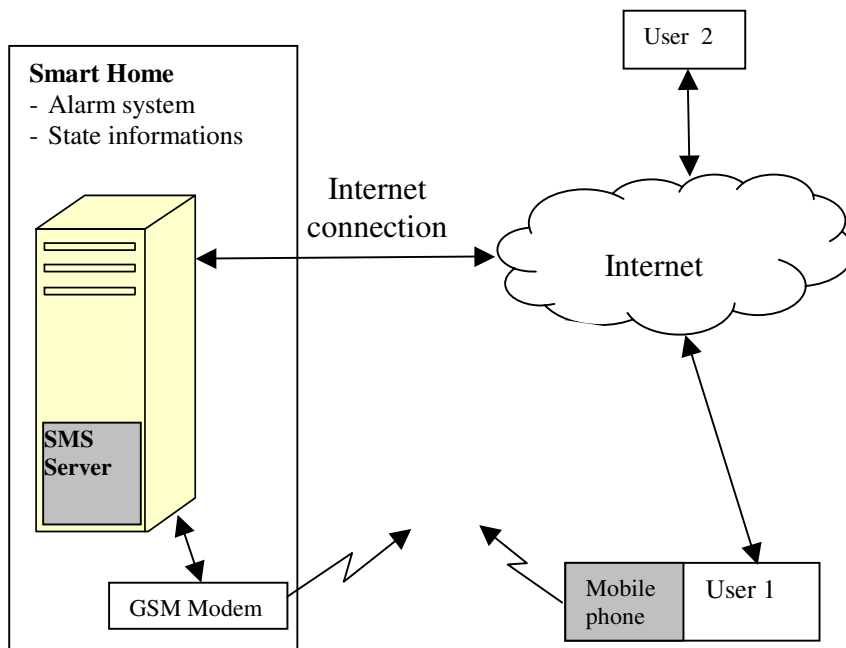 User 2
Smart Home
- Alarm system
- State informations
Internet
connection
Internet
SMS
Server
GSM Modem
Mobile
phone
User 1